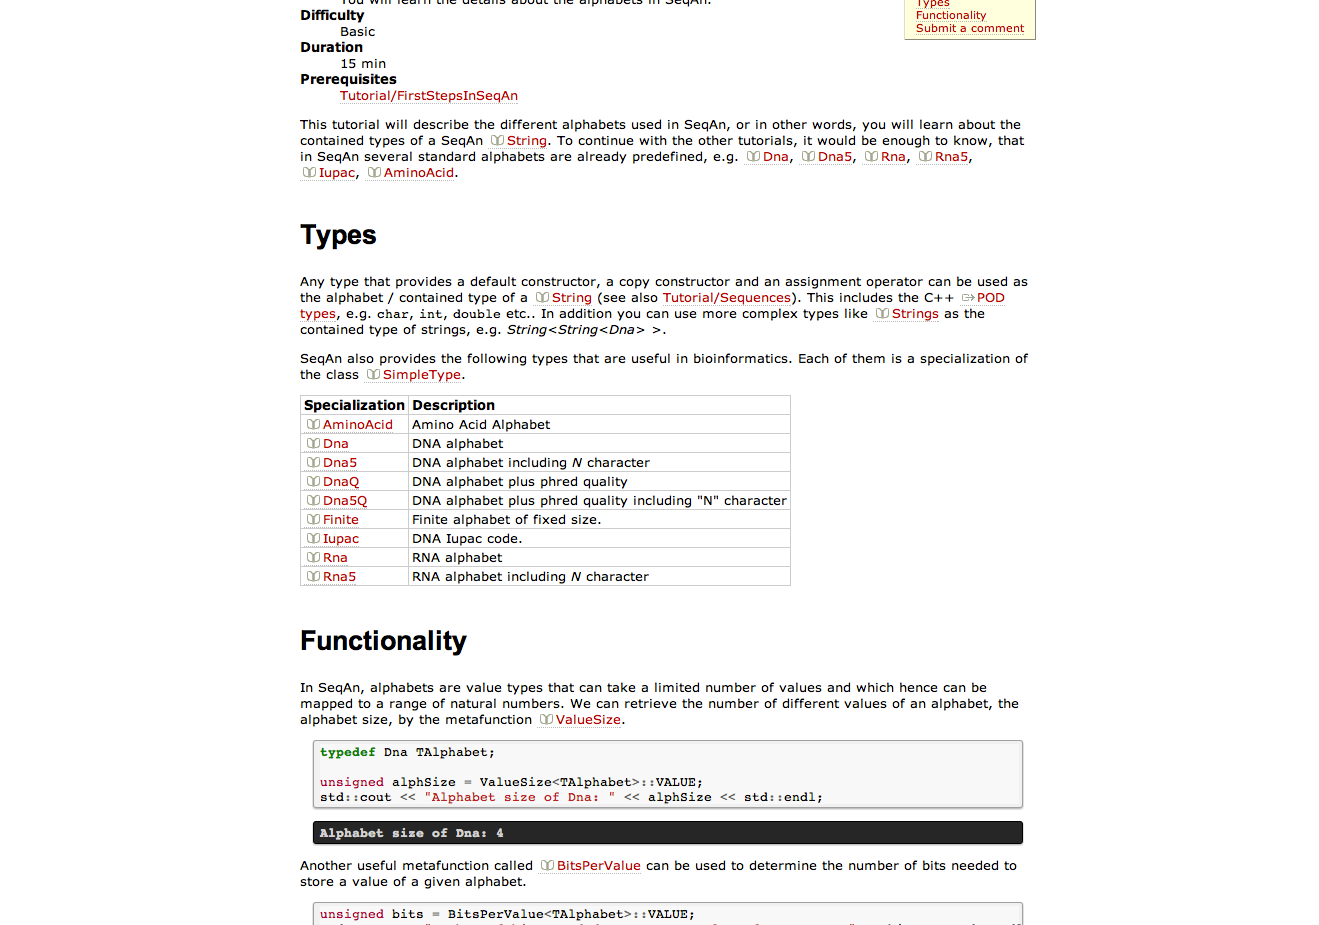 You will learn the details about the alphabets in SeqAn.
Difficulty
Basic
Duration
15 min
Prerequisites
Tutorial/FirstStepsInSeqAn
Types
Functionality
Submit a comment
This tutorial will describe the different alphabets used in SeqAn, or in other words, you will learn about the
contained types of a SeqAn String. To continue with the other tutorials, it would be enough to know, that
in SeqAn several standard alphabets are already predefined, e.g. Dna, Dna5, Rna, Rna5,
Iupac, AminoAcid.
Types
Any type that provides a default constructor, a copy constructor and an assignment operator can be used as
the alphabet / contained type of a String (see also Tutorial/Sequences). This includes the C++ POD
types, e.g. char, int, double etc.. In addition you can use more complex types like Strings as the
contained type of strings, e.g. String<String<Dna> >.
SeqAn also provides the following types that are useful in bioinformatics. Each of them is a specialization of
the class SimpleType.
Specialization Description
AminoAcid Amino Acid Alphabet
Dna DNA alphabet
Dna5 DNA alphabet including N character
DnaQ DNA alphabet plus phred quality
Dna5Q DNA alphabet plus phred quality including "N" character
Finite Finite alphabet of fixed size.
Iupac DNA Iupac code.
Rna RNA alphabet
Rna5 RNA alphabet including N character
Functionality
In SeqAn, alphabets are value types that can take a limited number of values and which hence can be
mapped to a range of natural numbers. We can retrieve the number of different values of an alphabet, the
alphabet size, by the metafunction ValueSize.
typedef Dna TAlphabet;
unsigned alphSize = ValueSize<TAlphabet>::VALUE;
std::cout << "Alphabet size of Dna: " << alphSize << std::endl;
Alphabet size of Dna: 4
Another useful metafunction called BitsPerValue can be used to determine the number of bits needed to
store a value of a given alphabet.
unsigned bits = BitsPerValue<TAlphabet>::VALUE;